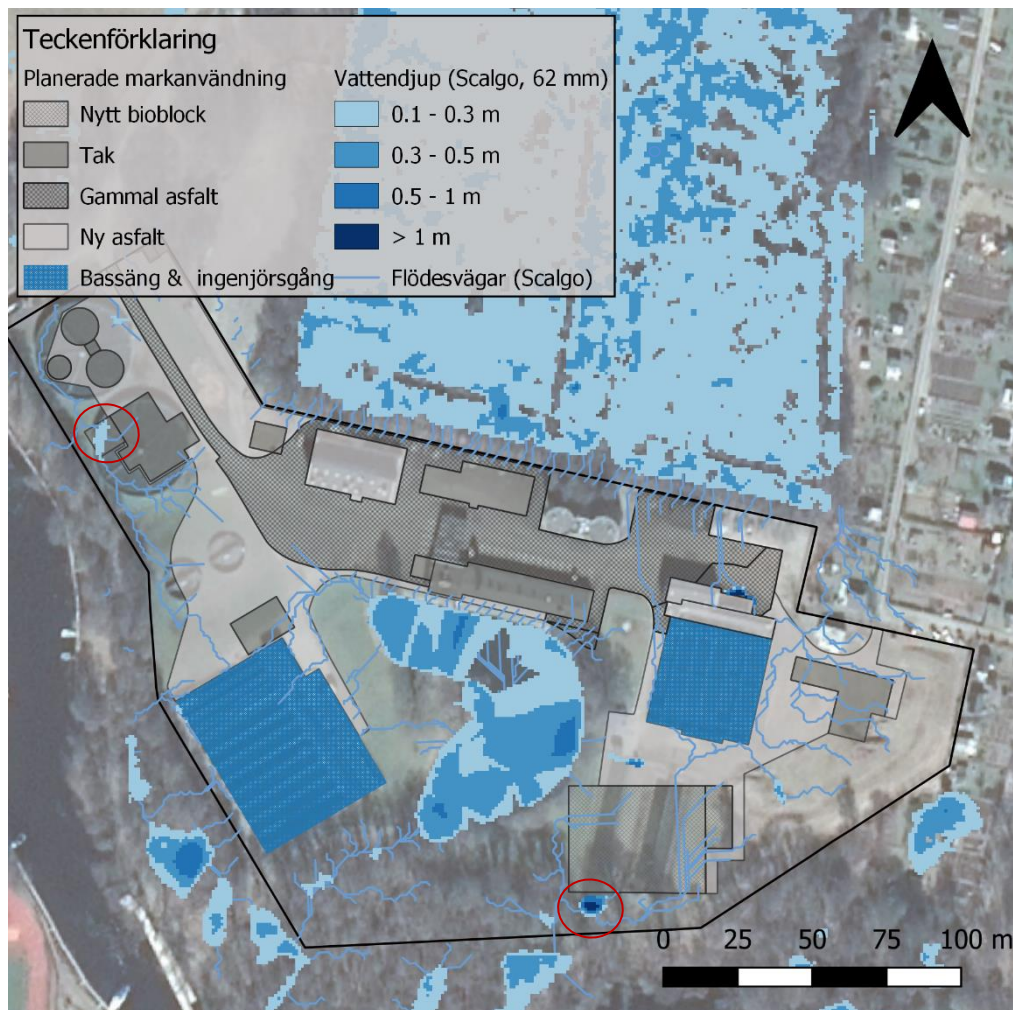 Teckenförklaring
Planerade markanvändning
Nytt bioblock
Tak
Gammal asfalt
Ny asfalt
Bassäng & ingenjörsgång
Vattendjup (Scalgo, 62 mm)
0.1 - 0.3 m
0.3 - 0.5 m
0.5 - 1 m
> 1 m
Flödesvägar (Scalgo)
0 25 50 75 100 m